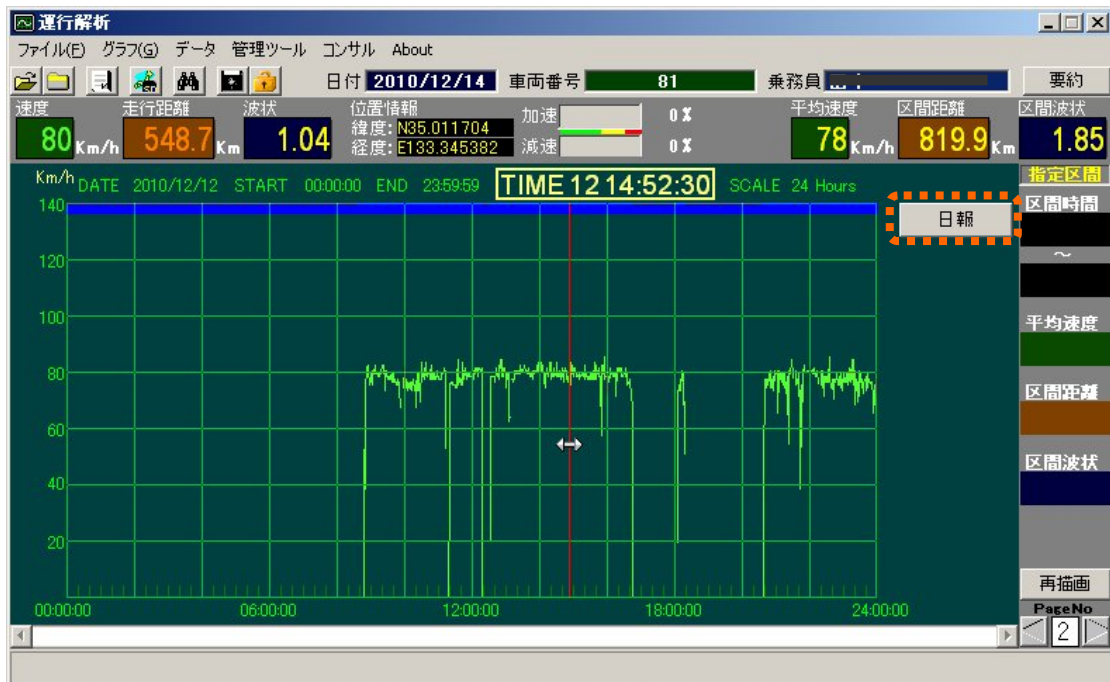 運行解析
ファイル(F) グラフ(G) データ 管理ツール コンサル About
日付 2010/12/14 車両番号 81 乗務員 要約
速度 走行距離 波状 位置情報 加速 0% 平均速度 区間距離 区間波状
80 Km/h 548.7 Km 1.04 緯度: N35.011704 78 Km/h 819.9 Km 1.85
経度: E133.345382 減速 0%
Km/h DATE 2010/12/12 START 00:00:00 END 23:59:59 TIME 12 14:52:30 SCALE 24 Hours 指定区間
140 日報 区間時間
～
120
100 平均速度
80 区間距離
60 区間波状
40
20
再描画
00:00:00 06:00:00 12:00:00 18:00:00 24:00:00 PageNo
2